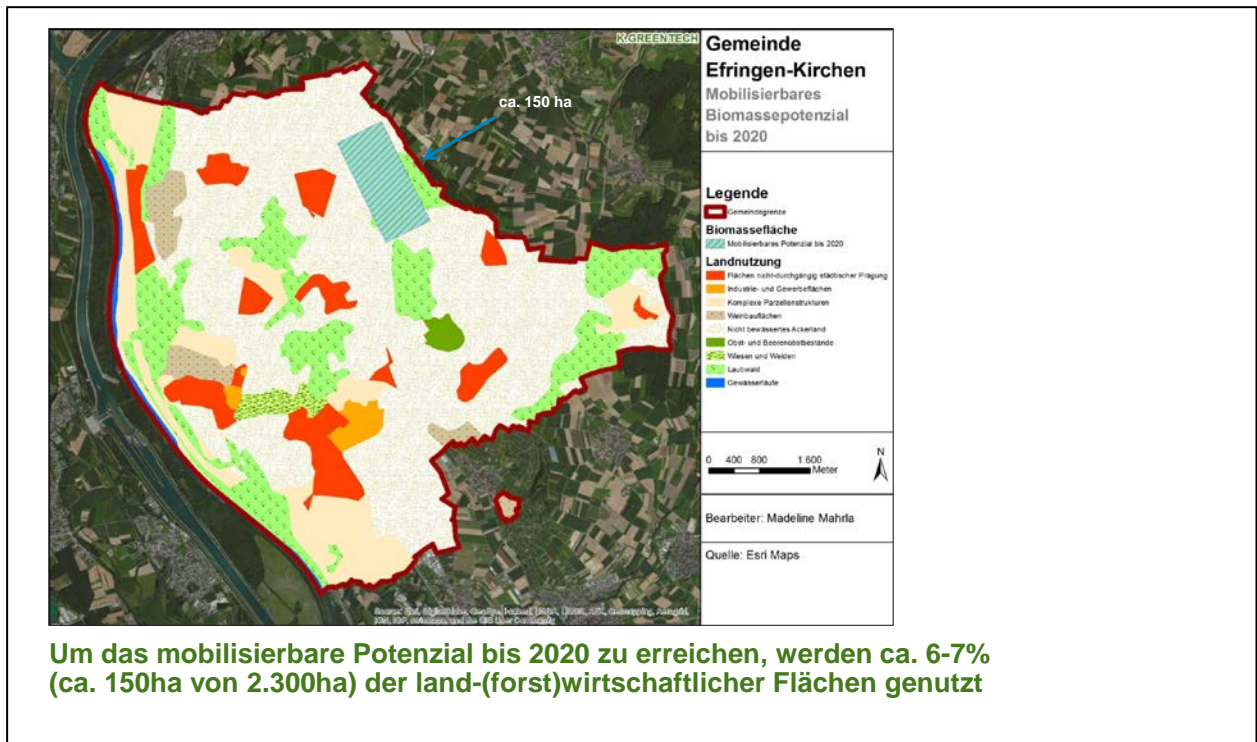 K.GREENTECH
ca. 150 ha
Gemeinde
Efringen-Kirchen
Mobilisierbares
Biomassepotenzial
bis 2020
Legende
Gemeindegrenze
Biomassefläche
Mobilisierbares Potenzial bis 2020
Landnutzung
Flächen nicht-durchgängig städtischer Prägung
Industrie- und Gewerbeflächen
Komplexe Parzellenstrukturen
Weinbauflächen
Nicht bewässertes Ackerland
Obst- und Beerenobstbestände
Wiesen und Weiden
Laubwald
Gewässerläufe
0 400 800 1 600
Meter
N
Bearbeiter: Madeline Mahrla
Quelle: Esri Maps
Um das mobilisierbare Potenzial bis 2020 zu erreichen, werden ca. 6-7%
(ca. 150ha von 2.300ha) der land-(forst)wirtschaftlicher Flächen genutzt